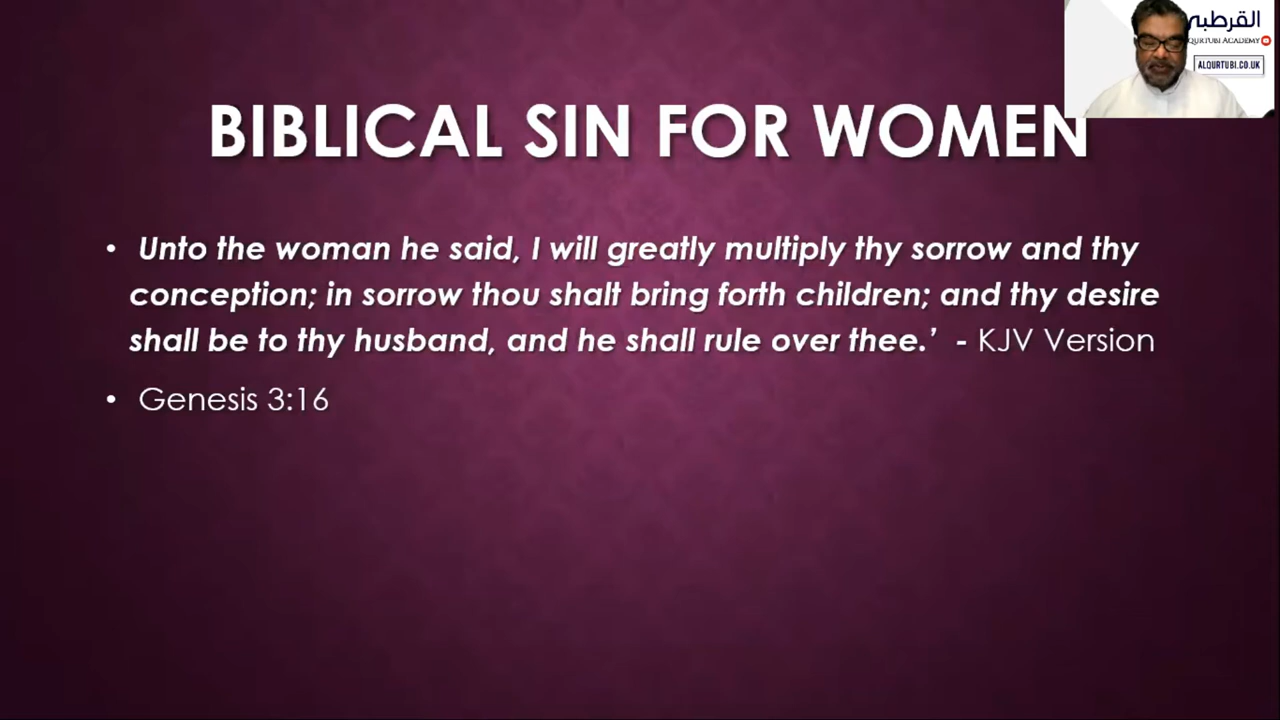 القرطبي
QURTUBI ACADEMY
ALQURTUBI.CO.UK
BIBLICAL SIN FOR WOMEN
• Unto the woman he said, I will greatly multiply thy sorrow and thy
conception; in sorrow thou shalt bring forth children; and thy desire
shall be to thy husband, and he shall rule over thee.’ - KJV Version
• Genesis 3:16